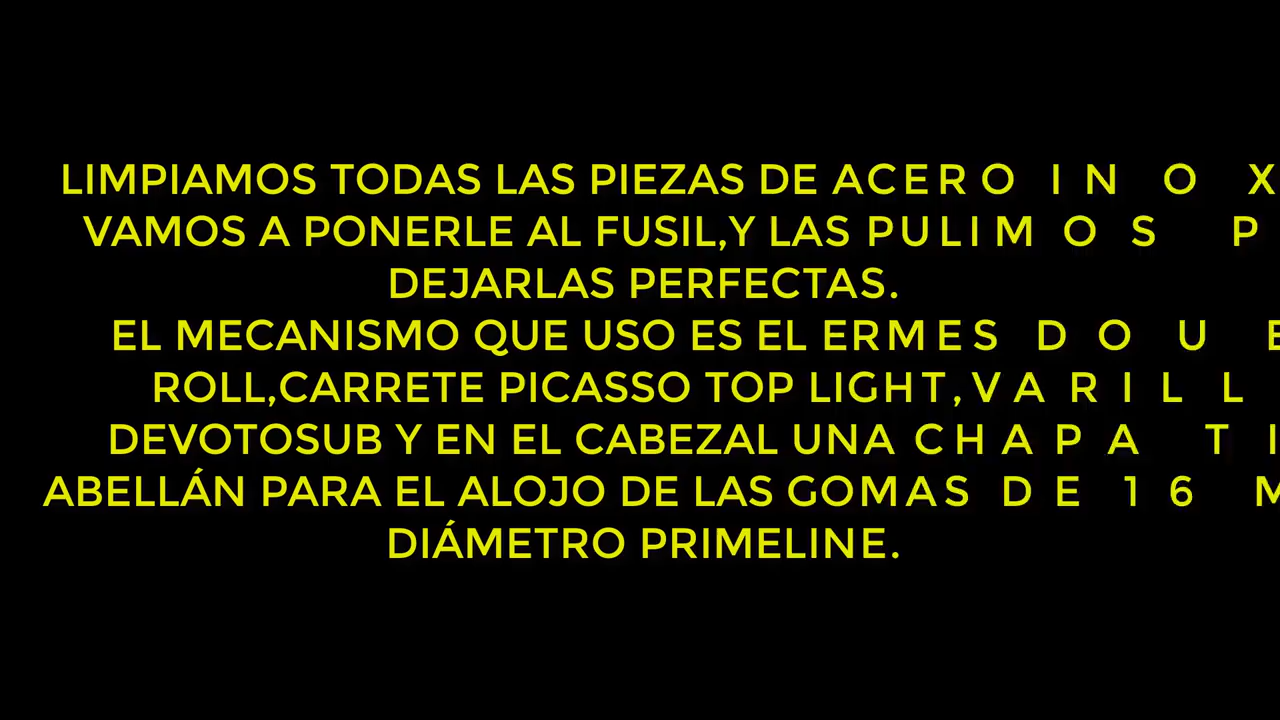 LIMPIAMOS TODAS LAS PIEZAS DE ACERO INOX
VAMOS A PONERLE AL FUSIL,Y LAS PULIMOS P
DEJARLAS PERFECTAS.
EL MECANISMO QUE USO ES EL ERMES DOU
ROLL,CARRETE PICASSO TOP LIGHT,VARILL
DEVOTOSUB Y EN EL CABEZAL UNA CHAPA TI
ABELLÁN PARA EL ALOJO DE LAS GOMAS DE 16 M
DIÁMETRO PRIMELINE.